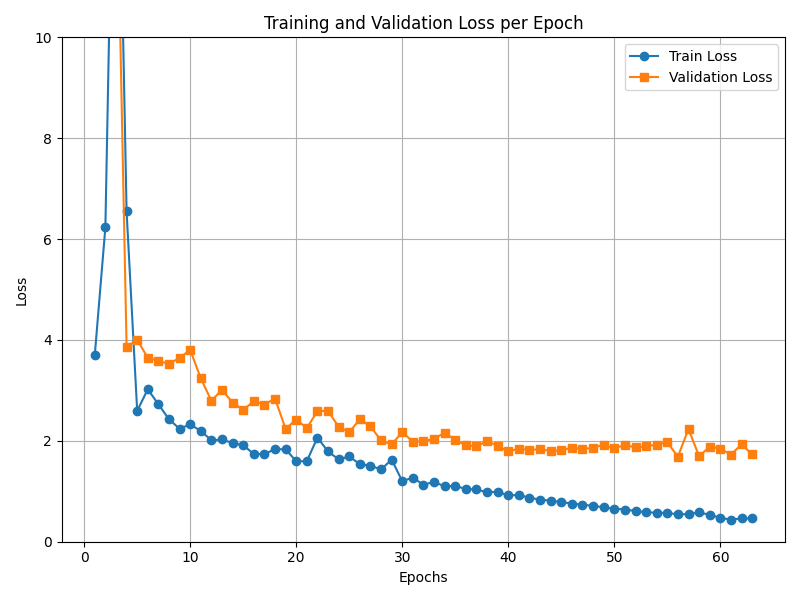 Training and Validation Loss per Epoch
Train Loss
Validation Loss
Loss
10
8
6
4
2
0
0 10 20 30 40 50 60
Epochs